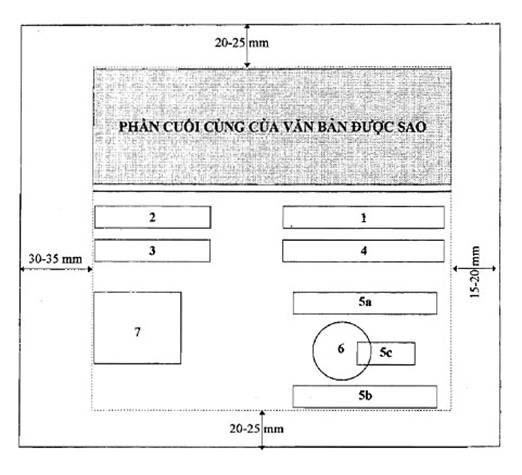 20-25 mm
PHẦN CUỐI CÙNG CỦA VĂN BẢN ĐƯỢC SAO
2 1
3 4
30-35 mm
15-20 mm
5a
7
6 5c
5b
20-25 mm